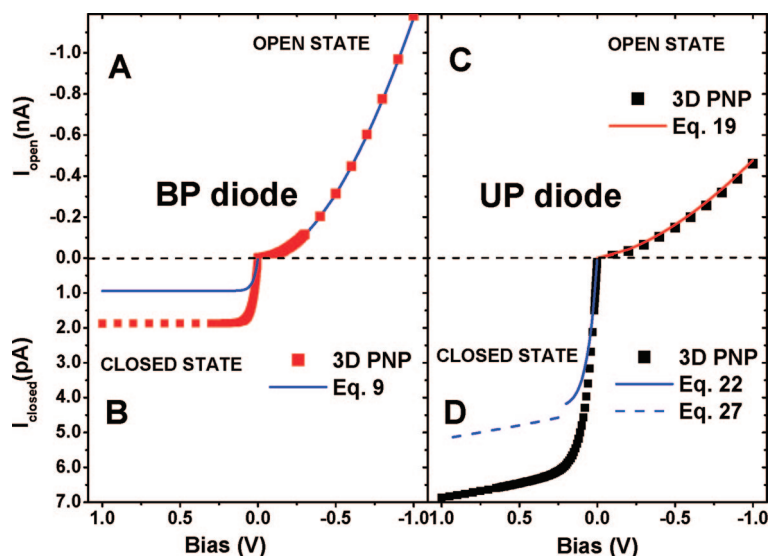 OPEN STATE
A
-1.0
-0.8
-0.6
-0.4
-0.2
0.0
I_open(nA)
BP diode
1.0
2.0
3.0
4.0
5.0
6.0
7.0
I_closed(pA)
3D PNP
CLOSED STATE
Eq. 9
B
1.0 0.5 0.0 -0.5 -1.0
Bias (V)
C
OPEN STATE
3D PNP
Eq. 19
UP diode
CLOSED STATE
3D PNP
Eq. 22
D
Eq. 27
1.0 0.5 0.0 -0.5 -1.0
Bias (V)